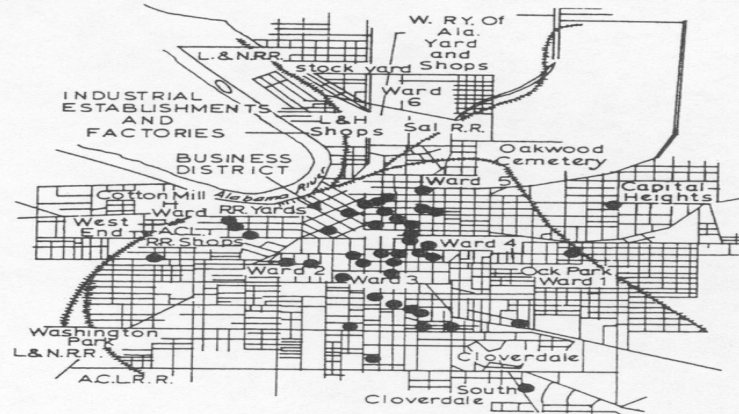 W. RY. Of
Ala.
Yard
and
Shops
L.&N.R.R.
stock yard
Ward
6
INDUSTRIAL
ESTABLISHMENTS
AND
FACTORIES
L&H
Shops
Sal R.R.
Oakwood
Cemetery
BUSINESS
DISTRICT
Alabama River
Ward 5
Cotton Mill
Capital
Heights
Ward
RR. Yards
West
End
A.C.L.
RR. Shops
Ward 4
Ward 2
Ward 3
Ock Park
Ward 1
Washington
Park
L.&N.R.R.
Cloverdale
A.C.L.R.R.
South
Cloverdale